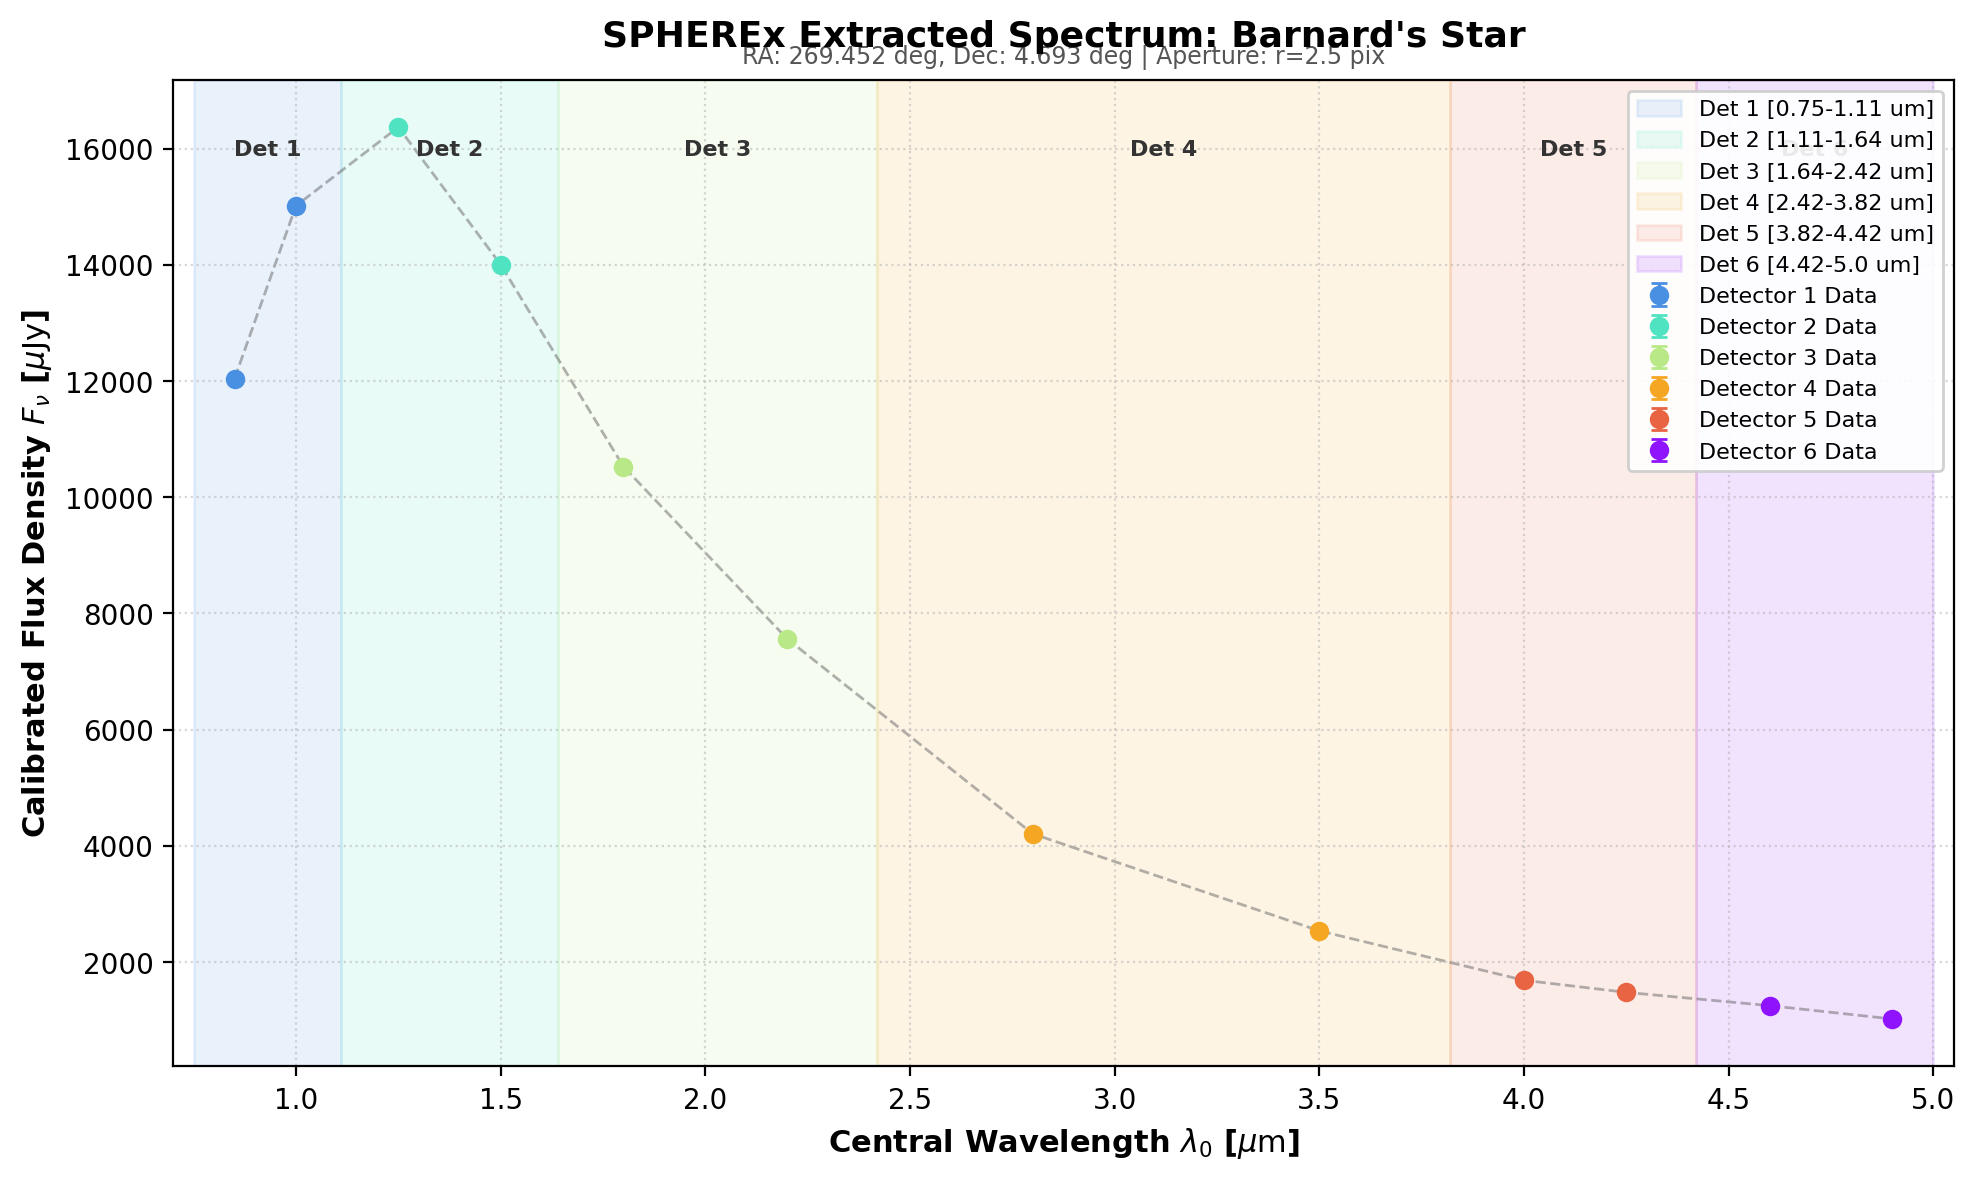 SPHEREx Extracted Spectrum: Barnard's Star
RA: 269.452 deg, Dec: 4.693 deg | Aperture: r=2.5 pix
Det 1
Det 2
Det 3
Det 4
Det 5
Det 6
Det 1 [0.75-1.11 um]
Det 2 [1.11-1.64 um]
Det 3 [1.64-2.42 um]
Det 4 [2.42-3.82 um]
Det 5 [3.82-4.42 um]
Det 6 [4.42-5.0 um]
Detector 1 Data
Detector 2 Data
Detector 3 Data
Detector 4 Data
Detector 5 Data
Detector 6 Data
Calibrated Flux Density Fν [μJy]
16000
14000
12000
10000
8000
6000
4000
2000
1.0 1.5 2.0 2.5 3.0 3.5 4.0 4.5 5.0
Central Wavelength λ0 [μm]